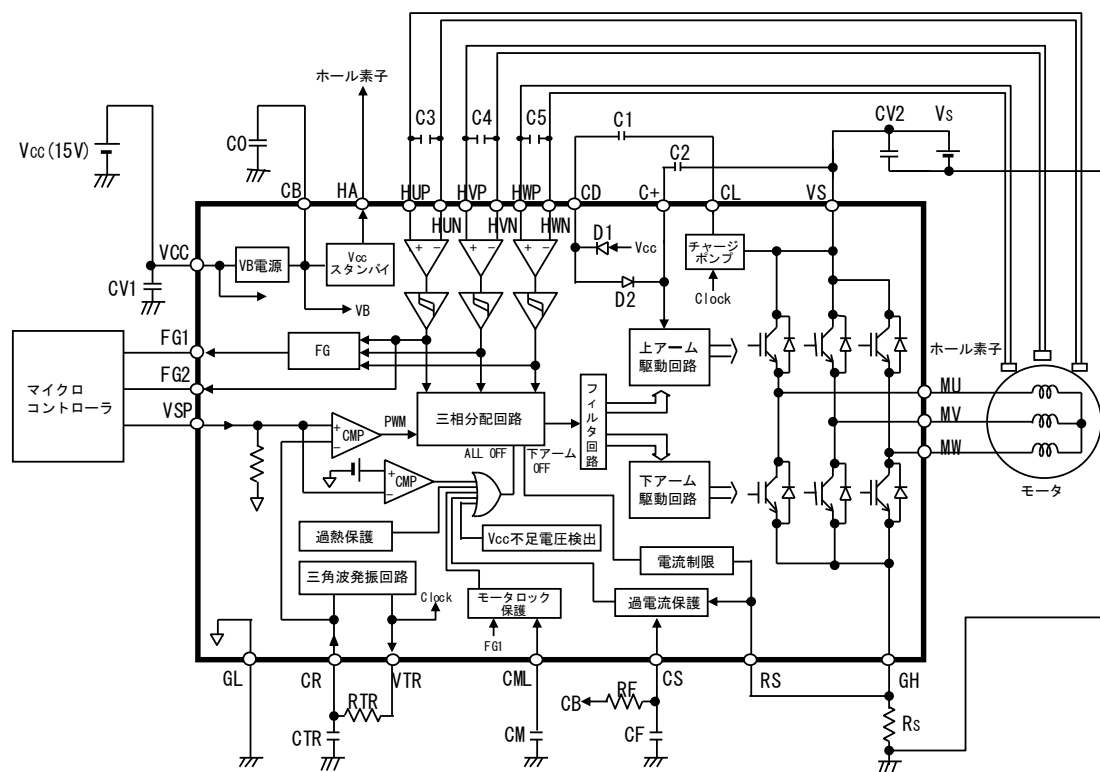 ホール素子
C3
C4
C5
C1
CV2
VS
VCC(15V)
C0
C2
CB
HA
HUP
HVP
HWP
CD
C+
CL
VS
HUN
HVN
HWN
D1
Vcc
チャージ
ポンプ
VCC
VB電源
Vcc
スタンバイ
CV1
D2
Clock
VB
FG1
FG
上アーム
駆動回路
ホール素子
FG2
MU
マイクロ
コントローラ
フィルタ回路
VSP
+
-
CMP
PWM
三相分配回路
MV
MW
ALL OFF
下アーム
OFF
+
-
CMP
下アーム
駆動回路
モータ
過熱保護
Vcc不足電圧検出
電流制限
三角波発振回路
Clock
モータロック
保護
過電流保護
FG1
GL
CR
VTR
CML
CS
RS
GH
RTR
CB
RF
RS
CTR
CM
CF
+
-
+
-
+
-